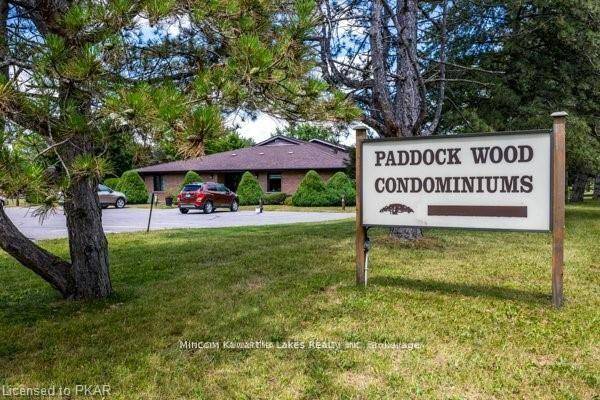 PADDOCK WOOD
CONDOMINIUMS
Mincom Kawartha Lakes Realty Inc. Brokerage
Licensed to PKAR